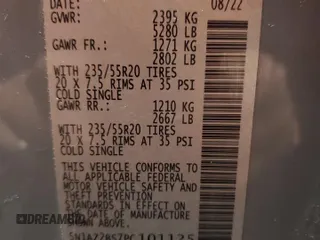 DATE: 08/22
GVWR: 2395 KG
5280 LB
GAWR FR.: 1271 KG
2802 LB
WITH 235/55R20 TIRES
20 X 7.5 RIMS AT 35 PSI
COLD SINGLE
GAWR RR.: 1210 KG
2667 LB
WITH 235/55R20 TIRES
20 X 7.5 RIMS AT 35 PSI
COLD SINGLE
THIS VEHICLE CONFORMS TO
ALL APPLICABLE FEDERAL
MOTOR VEHICLE SAFETY AND
THEFT PREVENTION
STANDARDS IN EFFECT ON
THE DATE OF MANUFACTURE
SHOWN ABOVE.
DREAMBID